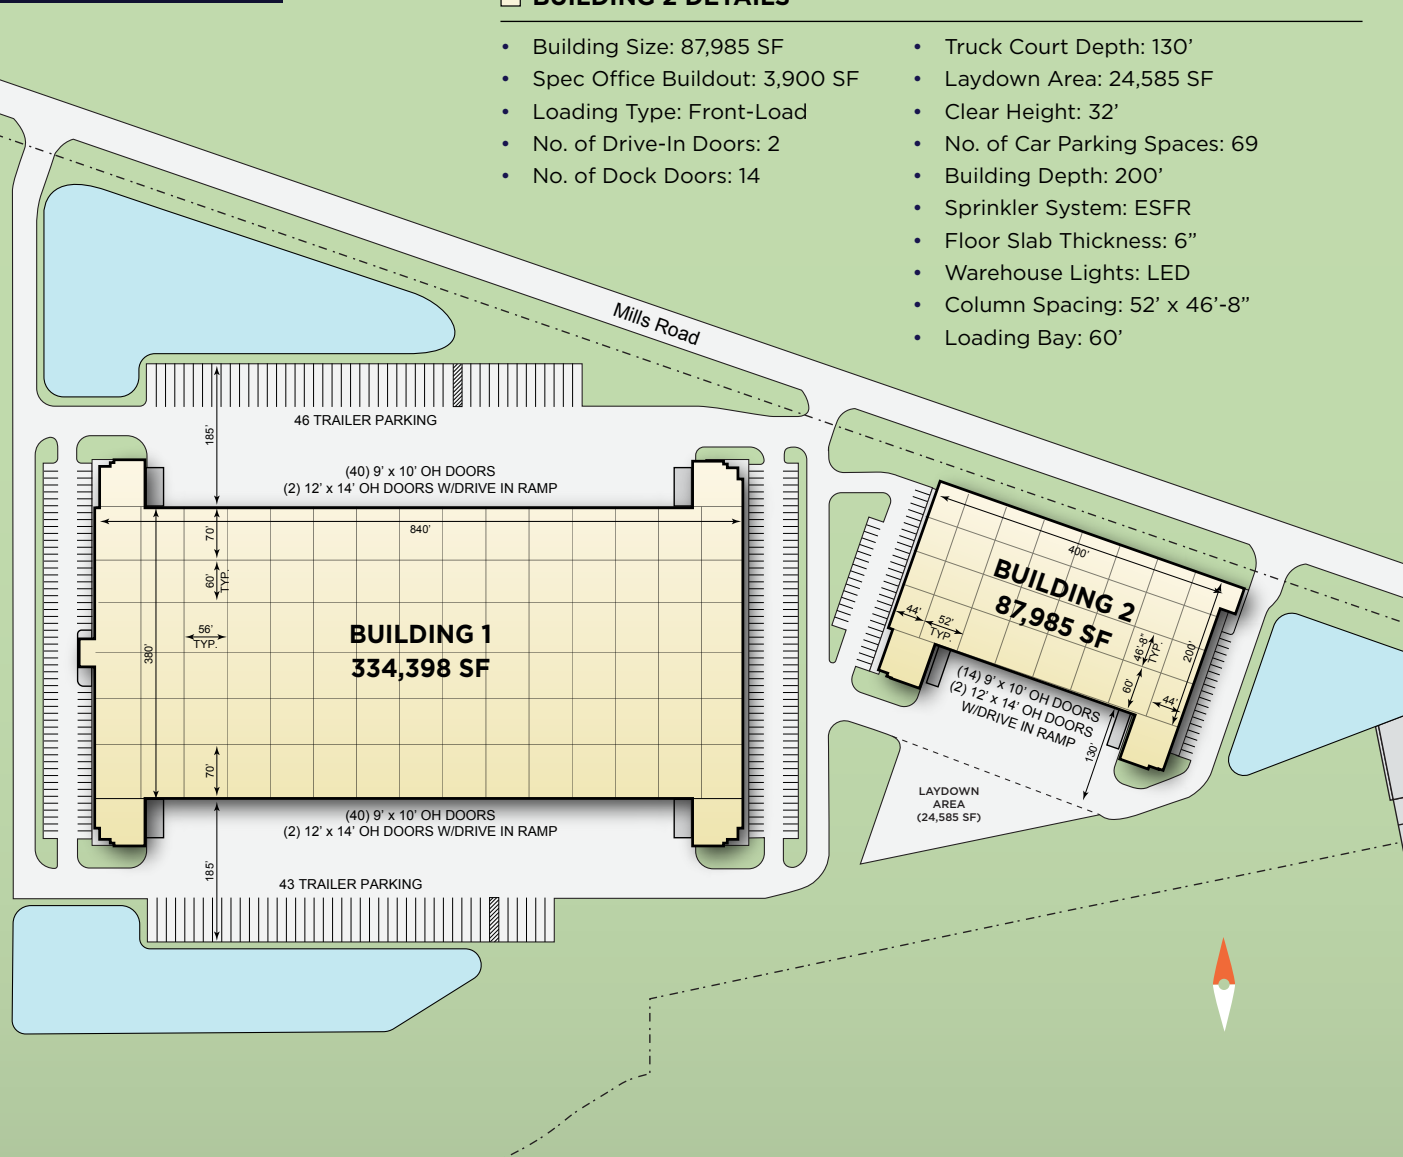 BUILDING 2 DETAILS
• Building Size: 87,985 SF
• Spec Office Buildout: 3,900 SF
• Loading Type: Front-Load
• No. of Drive-In Doors: 2
• No. of Dock Doors: 14
• Truck Court Depth: 130’
• Laydown Area: 24,585 SF
• Clear Height: 32’
• No. of Car Parking Spaces: 69
• Building Depth: 200’
• Sprinkler System: ESFR
• Floor Slab Thickness: 6”
• Warehouse Lights: LED
• Column Spacing: 52’ x 46’-8”
• Loading Bay: 60’
Mills Road
46 TRAILER PARKING
185’
(40) 9’ x 10’ OH DOORS
(2) 12’ x 14’ OH DOORS W/DRIVE IN RAMP
840’
70’
60’
TYP.
56’
TYP.
380’
BUILDING 1
334,398 SF
70’
(40) 9’ x 10’ OH DOORS
(2) 12’ x 14’ OH DOORS W/DRIVE IN RAMP
185’
43 TRAILER PARKING
400’
BUILDING 2
87,985 SF
44’
52’
TYP.
46’-8”
TYP.
200’
60’
44’
(14) 9’ x 10’ OH DOORS
(2) 12’ x 14’ OH DOORS
W/DRIVE IN RAMP
130’
LAYDOWN
AREA
(24,585 SF)